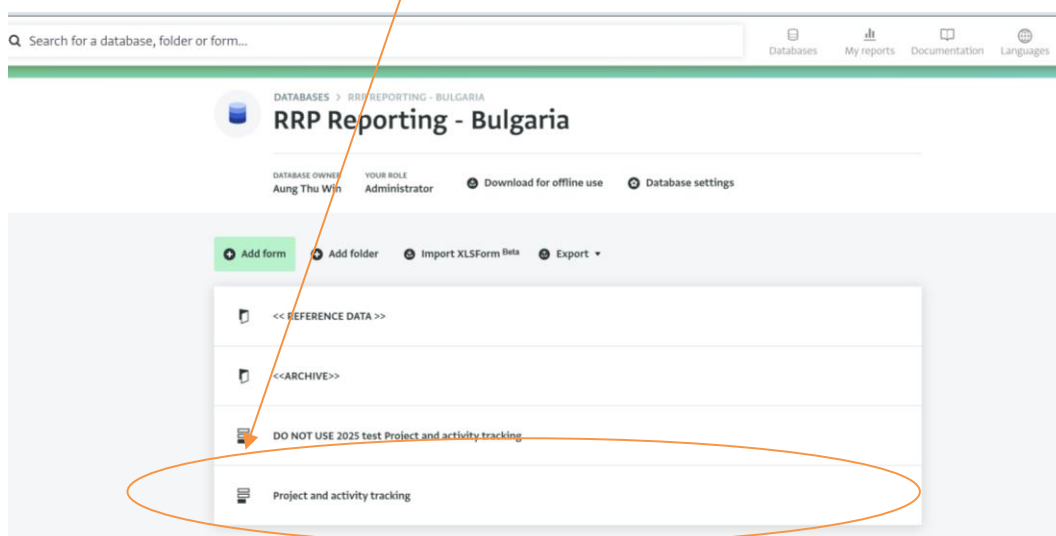 Search for a database, folder or form...
Databases
My reports
Documentation
Languages
DATABASES > RRP REPORTING - BULGARIA
RRP Reporting - Bulgaria
DATABASE OWNER
Aung Thu Win
YOUR ROLE
Administrator
Download for offline use
Database settings
Add form
Add folder
Import XLSForm Beta
Export
<< REFERENCE DATA >>
<<ARCHIVE>>
DO NOT USE 2025 test Project and activity tracking
Project and activity tracking